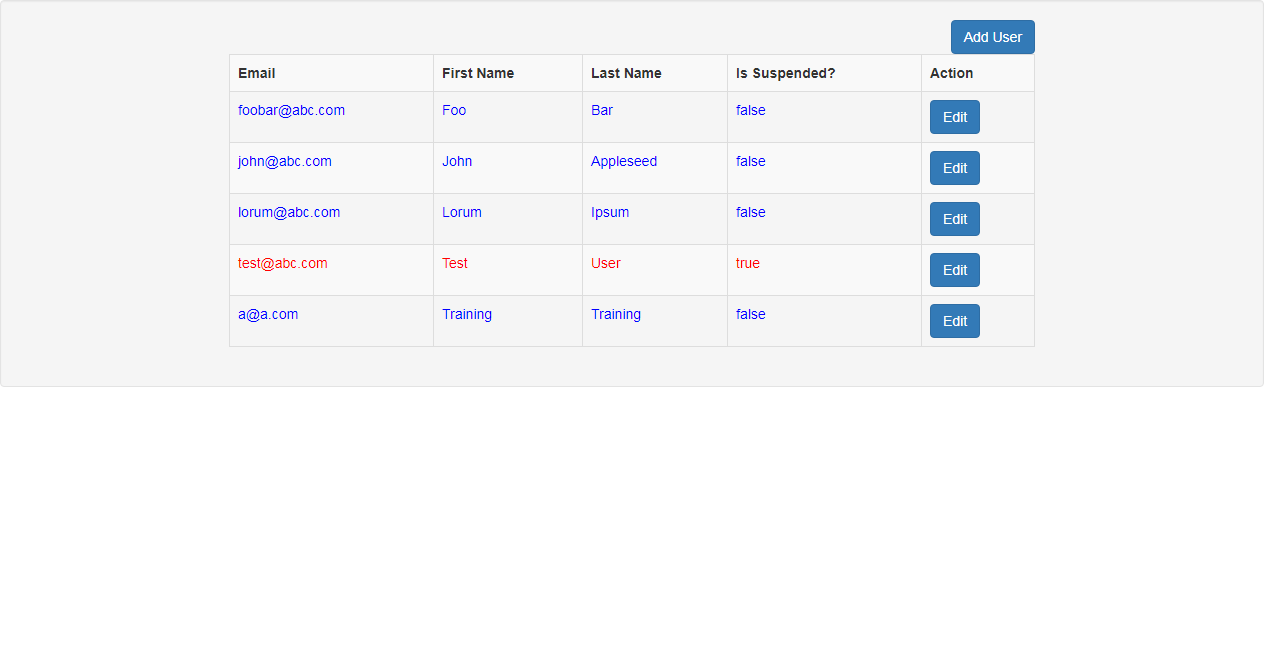 Add User
Email First Name Last Name Is Suspended? Action
foobar@abc.com Foo Bar false Edit
john@abc.com John Appleseed false Edit
lorum@abc.com Lorum Ipsum false Edit
test@abc.com Test User true Edit
a@a.com Training Training false Edit